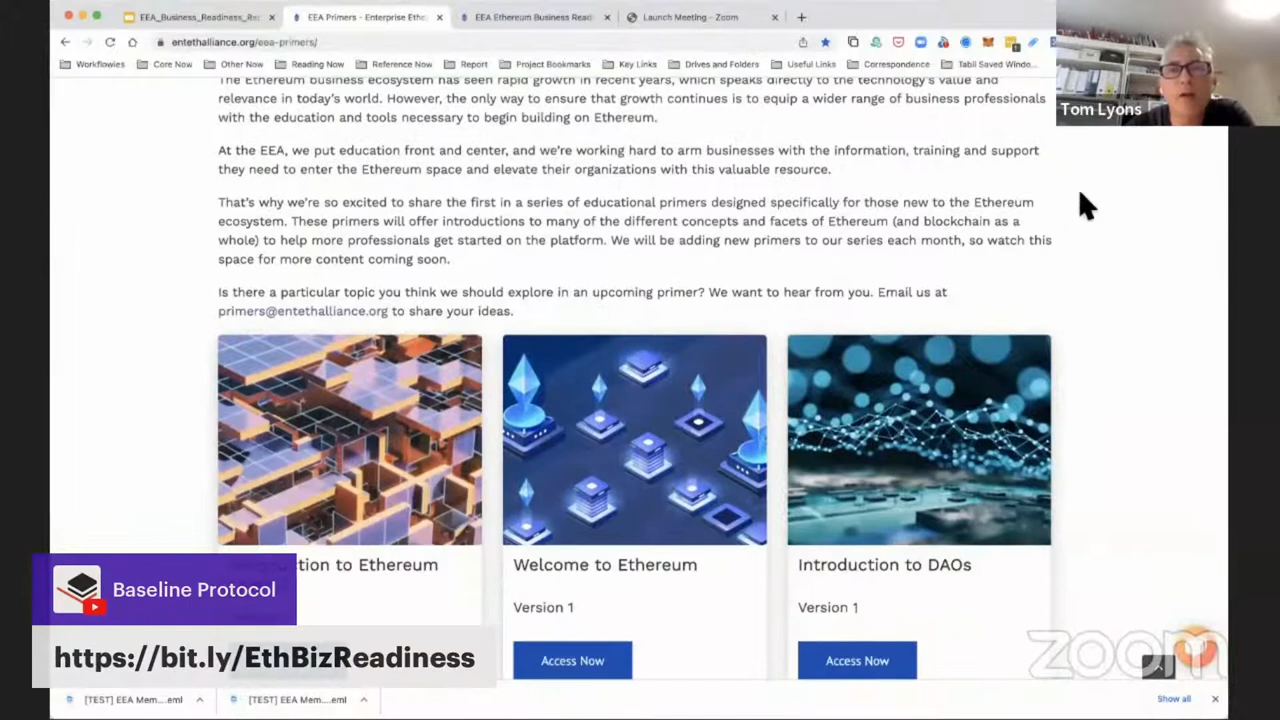 EEA_Business_Readiness_Re
EEA Primers - Enterprise Ethe
EEA Ethereum Business Read
Launch Meeting - Zoom
entethalliance.org/eea-primers/
Workflowies
Core Now
Other Now
Reading Now
Reference Now
Report
Project Bookmarks
Key Links
Drives and Folders
Useful Links
Correspondence
Tabli Saved Windo...
Tom Lyons
The Ethereum business ecosystem has seen rapid growth in recent years, which speaks directly to the technology's value and
relevance in today's world. However, the only way to ensure that growth continues is to equip a wider range of business professionals
with the education and tools necessary to begin building on Ethereum.
At the EEA, we put education front and center, and we're working hard to arm businesses with the information, training and support
they need to enter the Ethereum space and elevate their organizations with this valuable resource.
That's why we're so excited to share the first in a series of educational primers designed specifically for those new to the Ethereum
ecosystem. These primers will offer introductions to many of the different concepts and facets of Ethereum (and blockchain as a
whole) to help more professionals get started on the platform. We will be adding new primers to our series each month, so watch this
space for more content coming soon.
Is there a particular topic you think we should explore in an upcoming primer? We want to hear from you. Email us at
primers@entethalliance.org to share your ideas.
ction to Ethereum
Welcome to Ethereum
Introduction to DAOs
Version 1
Version 1
Access Now
Access Now
Baseline Protocol
https://bit.ly/EthBizReadiness
zoom
[TEST] EEA Mem....eml
[TEST] EEA Mem....eml
Show all